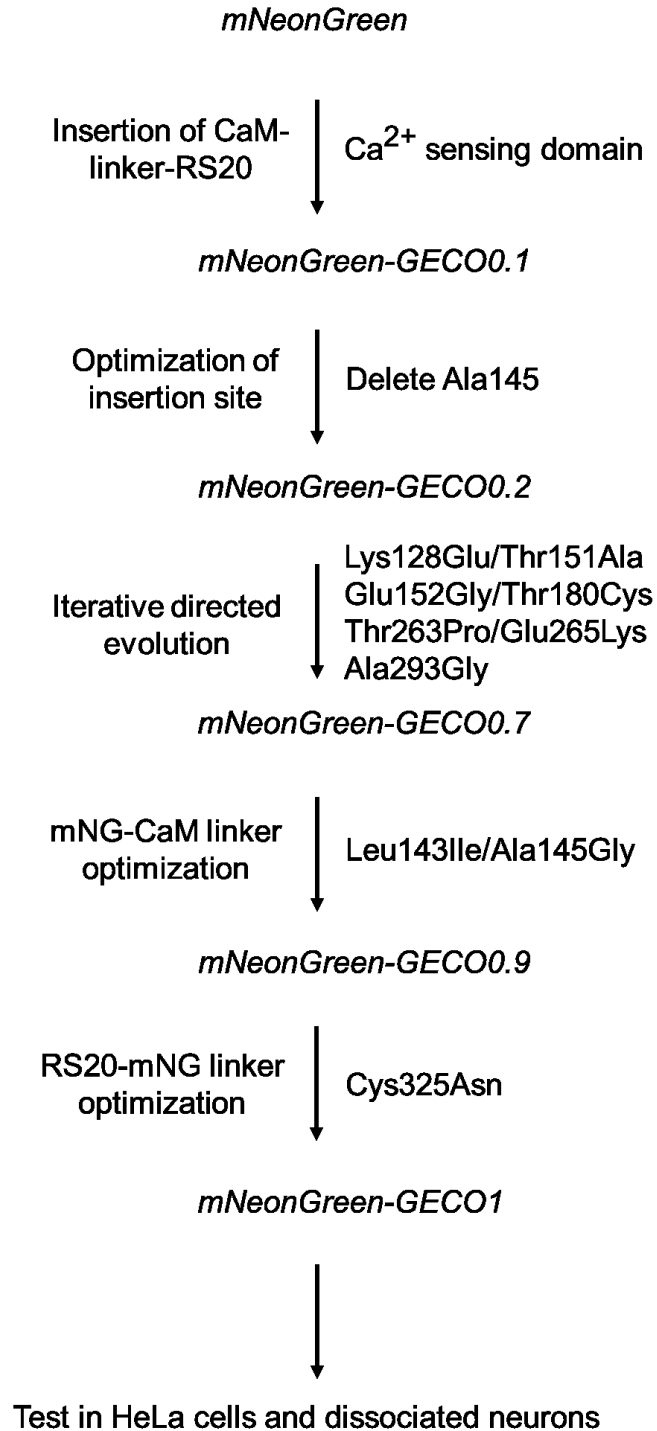 mNeonGreen
Insertion of CaM-
linker-RS20
Ca2+ sensing domain
mNeonGreen-GECO0.1
Optimization of
insertion site
Delete Ala145
mNeonGreen-GECO0.2
Iterative directed
evolution
Lys128Glu/Thr151Ala
Glu152Gly/Thr180Cys
Thr263Pro/Glu265Lys
Ala293Gly
mNeonGreen-GECO0.7
mNG-CaM linker
optimization
Leu143Ile/Ala145Gly
mNeonGreen-GECO0.9
RS20-mNG linker
optimization
Cys325Asn
mNeonGreen-GECO1
Test in HeLa cells and dissociated neurons